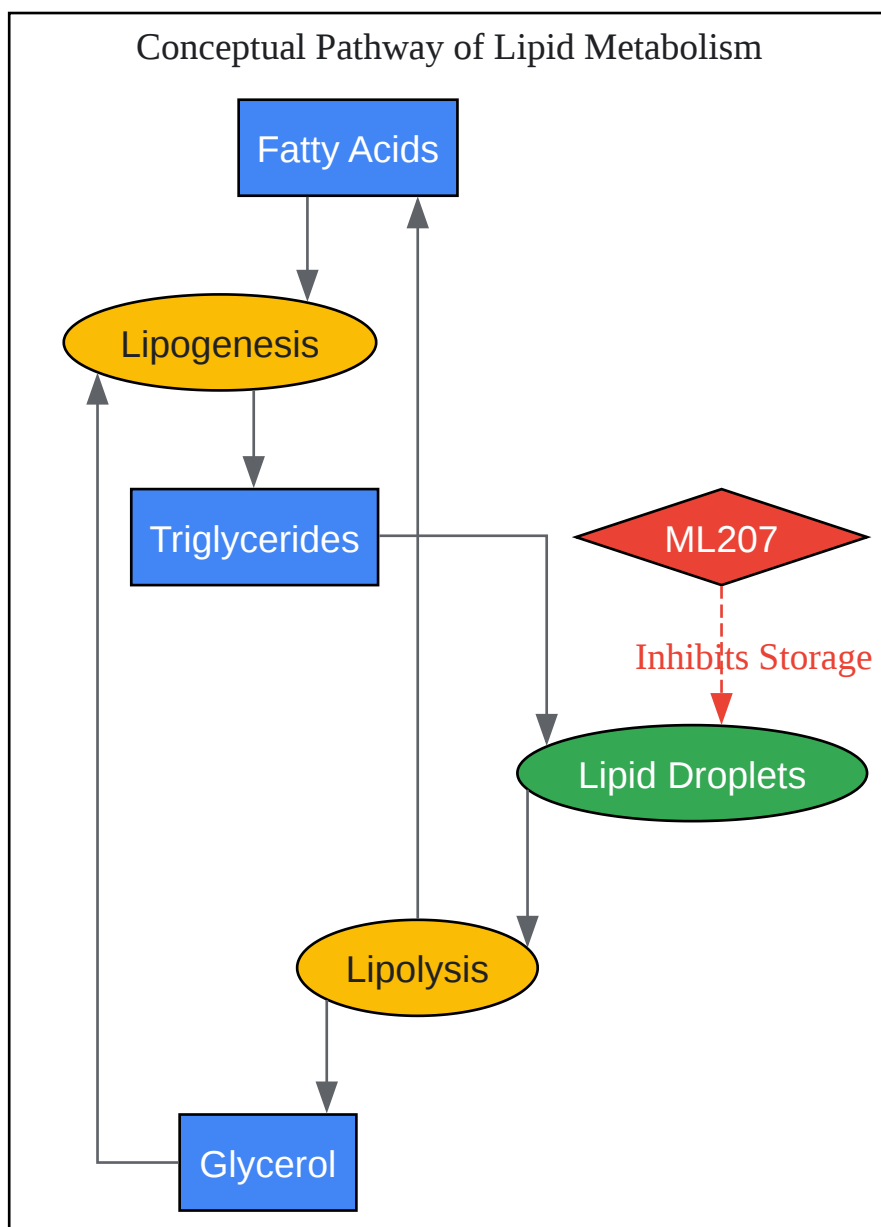 Conceptual Pathway of Lipid Metabolism
Fatty Acids
Lipogenesis
Triglycerides
ML207
Inhibits Storage
Lipid Droplets
Lipolysis
Glycerol